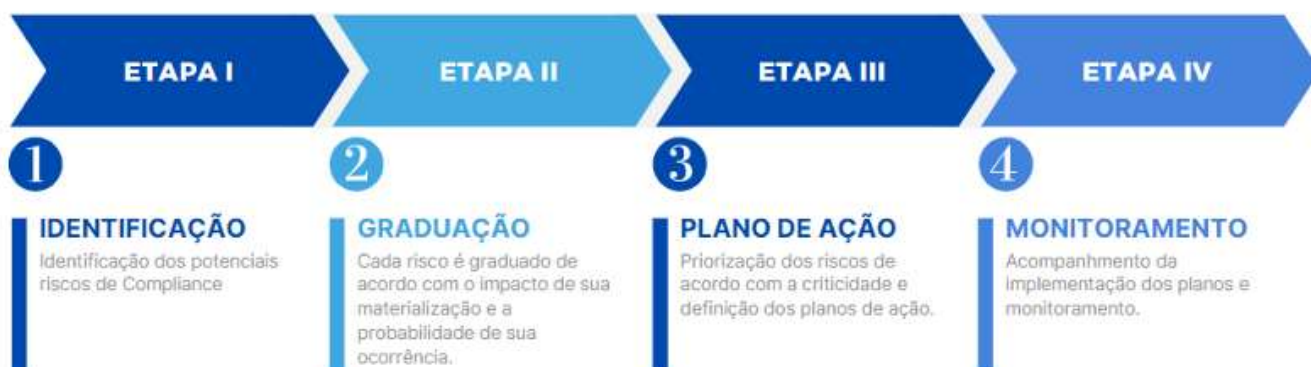 ETAPA I
ETAPA II
ETAPA III
ETAPA IV
1
IDENTIFICAÇÃO
Identificação dos potenciais
riscos de Compliance
2
GRADUAÇÃO
Cada risco é graduado de
acordo com o impacto de sua
materialização e a
probabilidade de sua
ocorrência.
3
PLANO DE AÇÃO
Priorização dos riscos de
acordo com a criticidade e
definição dos planos de ação.
4
MONITORAMENTO
Acompanhmento da
implementação dos planos e
monitoramento.